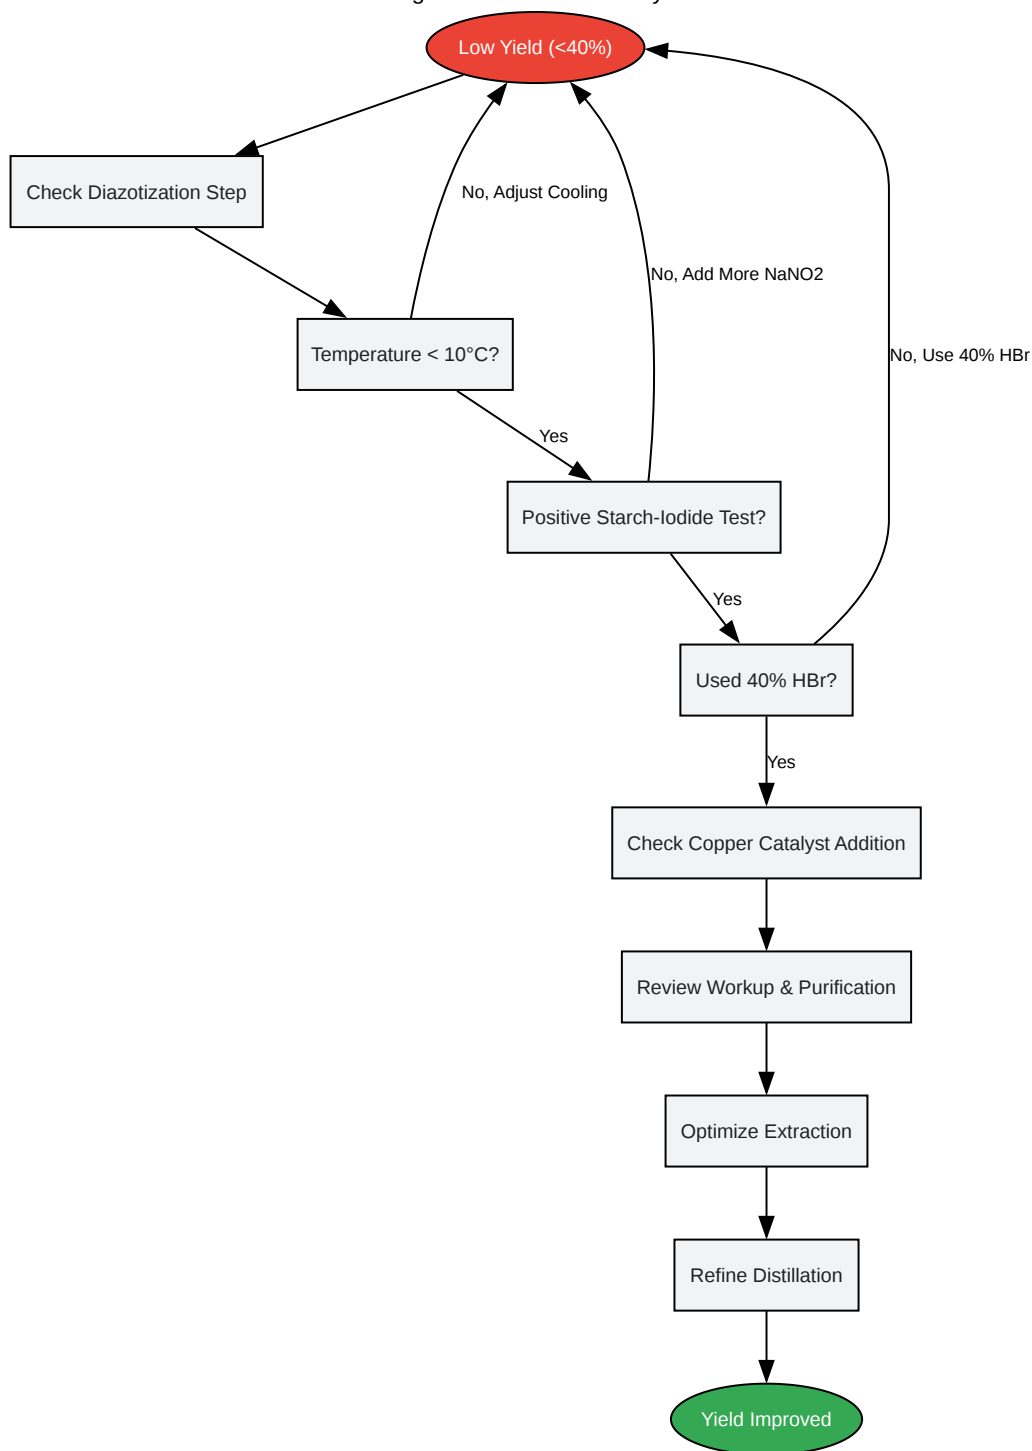 Low Yield (<40%)
Check Diazotization Step
No, Adjust Cooling
No, Add More NaNO2
Temperature < 10°C?
No, Use 40% HBr
Yes
Positive Starch-Iodide Test?
Yes
Used 40% HBr?
Yes
Check Copper Catalyst Addition
Review Workup & Purification
Optimize Extraction
Refine Distillation
Yield Improved